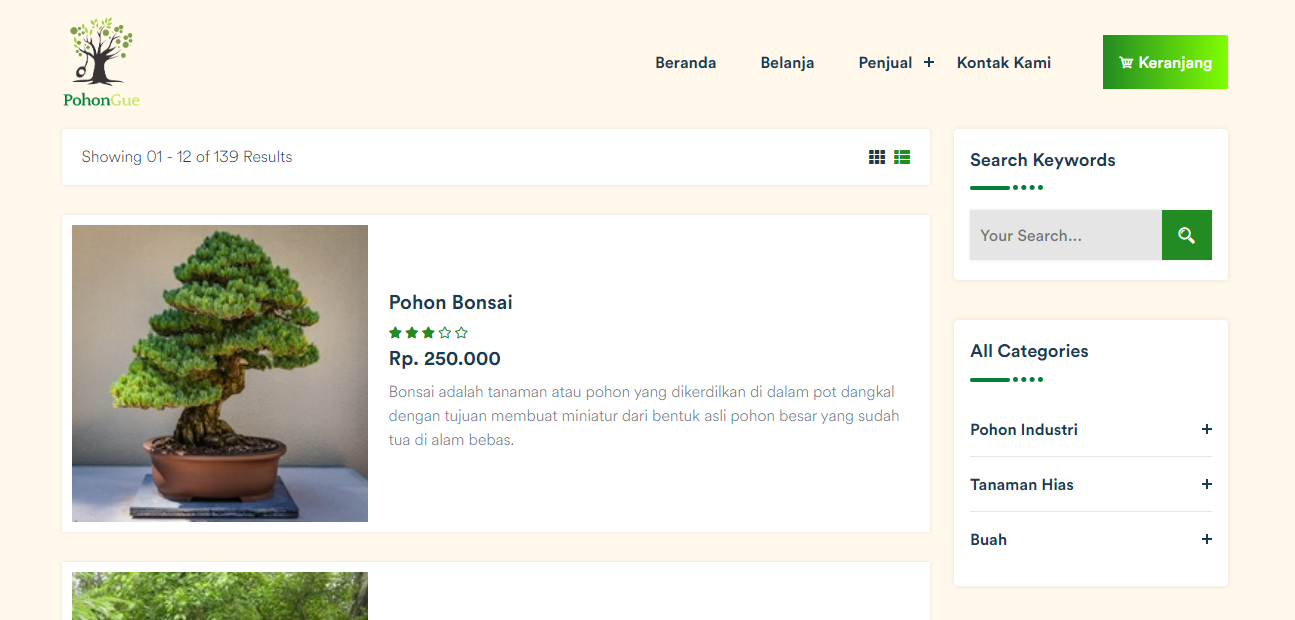 PohonGue
Beranda
Belanja
Penjual +
Kontak Kami
Keranjang
Showing 01 - 12 of 139 Results
Pohon Bonsai
Rp. 250.000
Bonsai adalah tanaman atau pohon yang dikerdilkan di dalam pot dangkal
dengan tujuan membuat miniatur dari bentuk asli pohon besar yang sudah
tua di alam bebas.
Search Keywords
Your Search...
All Categories
Pohon Industri +
Tanaman Hias +
Buah +